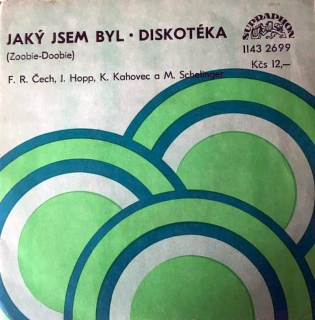 JAKÝ JSEM BYL · DISKOTÉKA
(Zoobie-Doobie)
F. R. Čech, J. Hopp, K. Kahovec a M. Schelinger
SUPRAPHON
1143 2699
Kčs 12,—